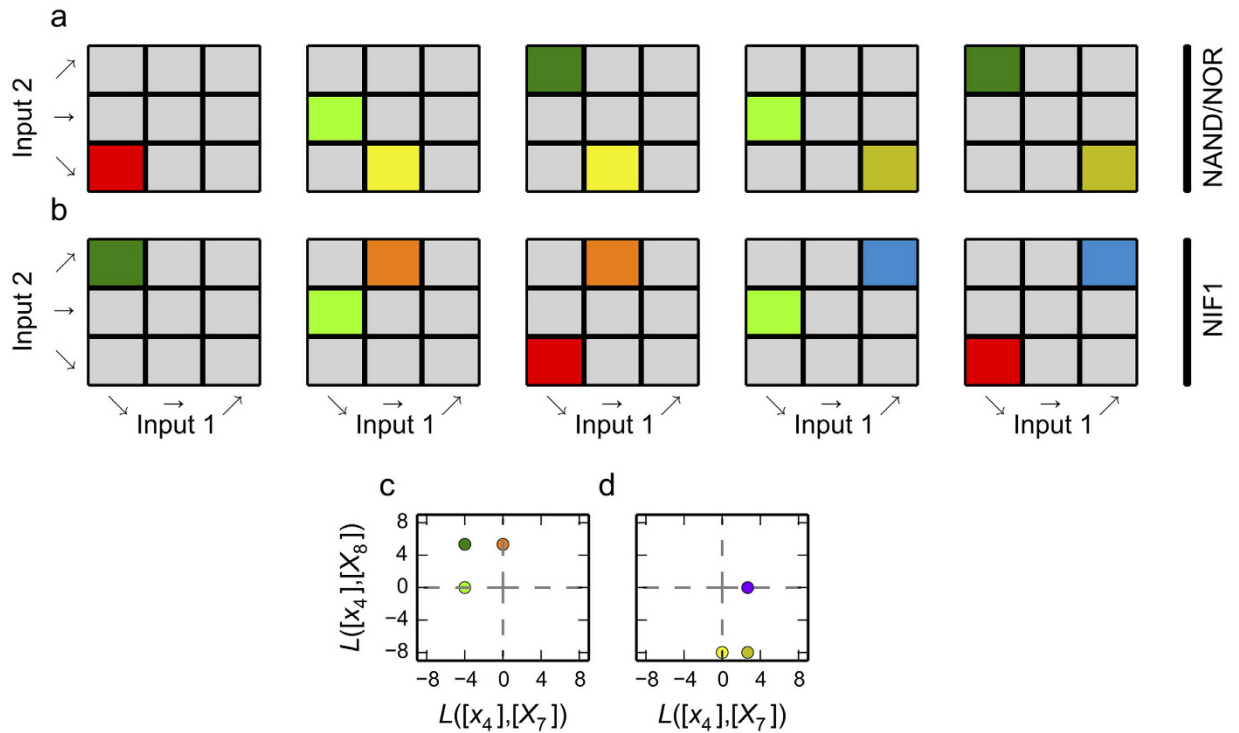 a
Input 2
↗
→
↘
NAND/NOR
b
Input 2
↗
→
↘
NIF1
↘ → ↗ ↘ → ↗ ↘ → ↗ ↘ → ↗ ↘ → ↗
Input 1 Input 1 Input 1 Input 1 Input 1
c d
L([x₄],[X₈])
8
4
0
−4
−8
−8 −4 0 4 8 −8 −4 0 4 8
L([x₄],[X₇]) L([x₄],[X₇])